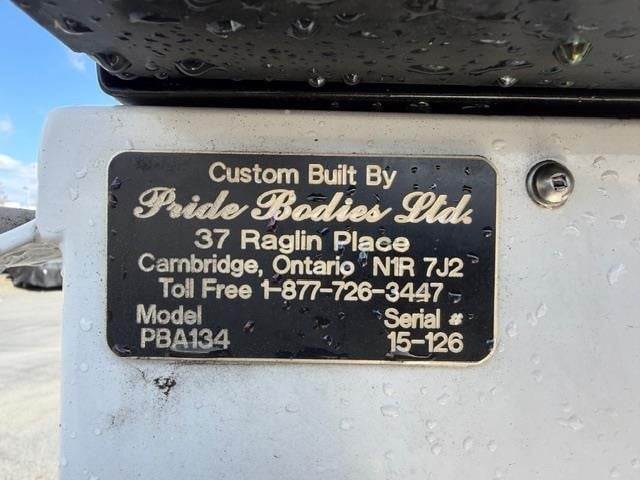 Custom Built By
Pride Bodies Ltd.
37 Raglin Place
Cambridge, Ontario N1R 7J2
Toll Free 1-877-726-3447
Model Serial #
PBA134 15-126